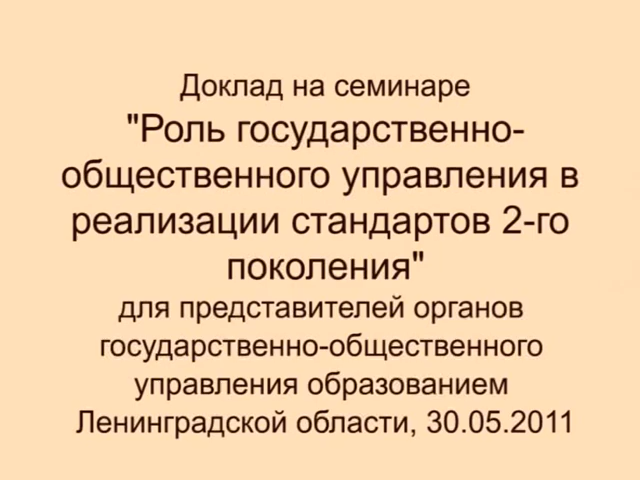 Доклад на семинаре
"Роль государственно-
общественного управления в
реализации стандартов 2-го
поколения"
для представителей органов
государственно-общественного
управления образованием
Ленинградской области, 30.05.2011